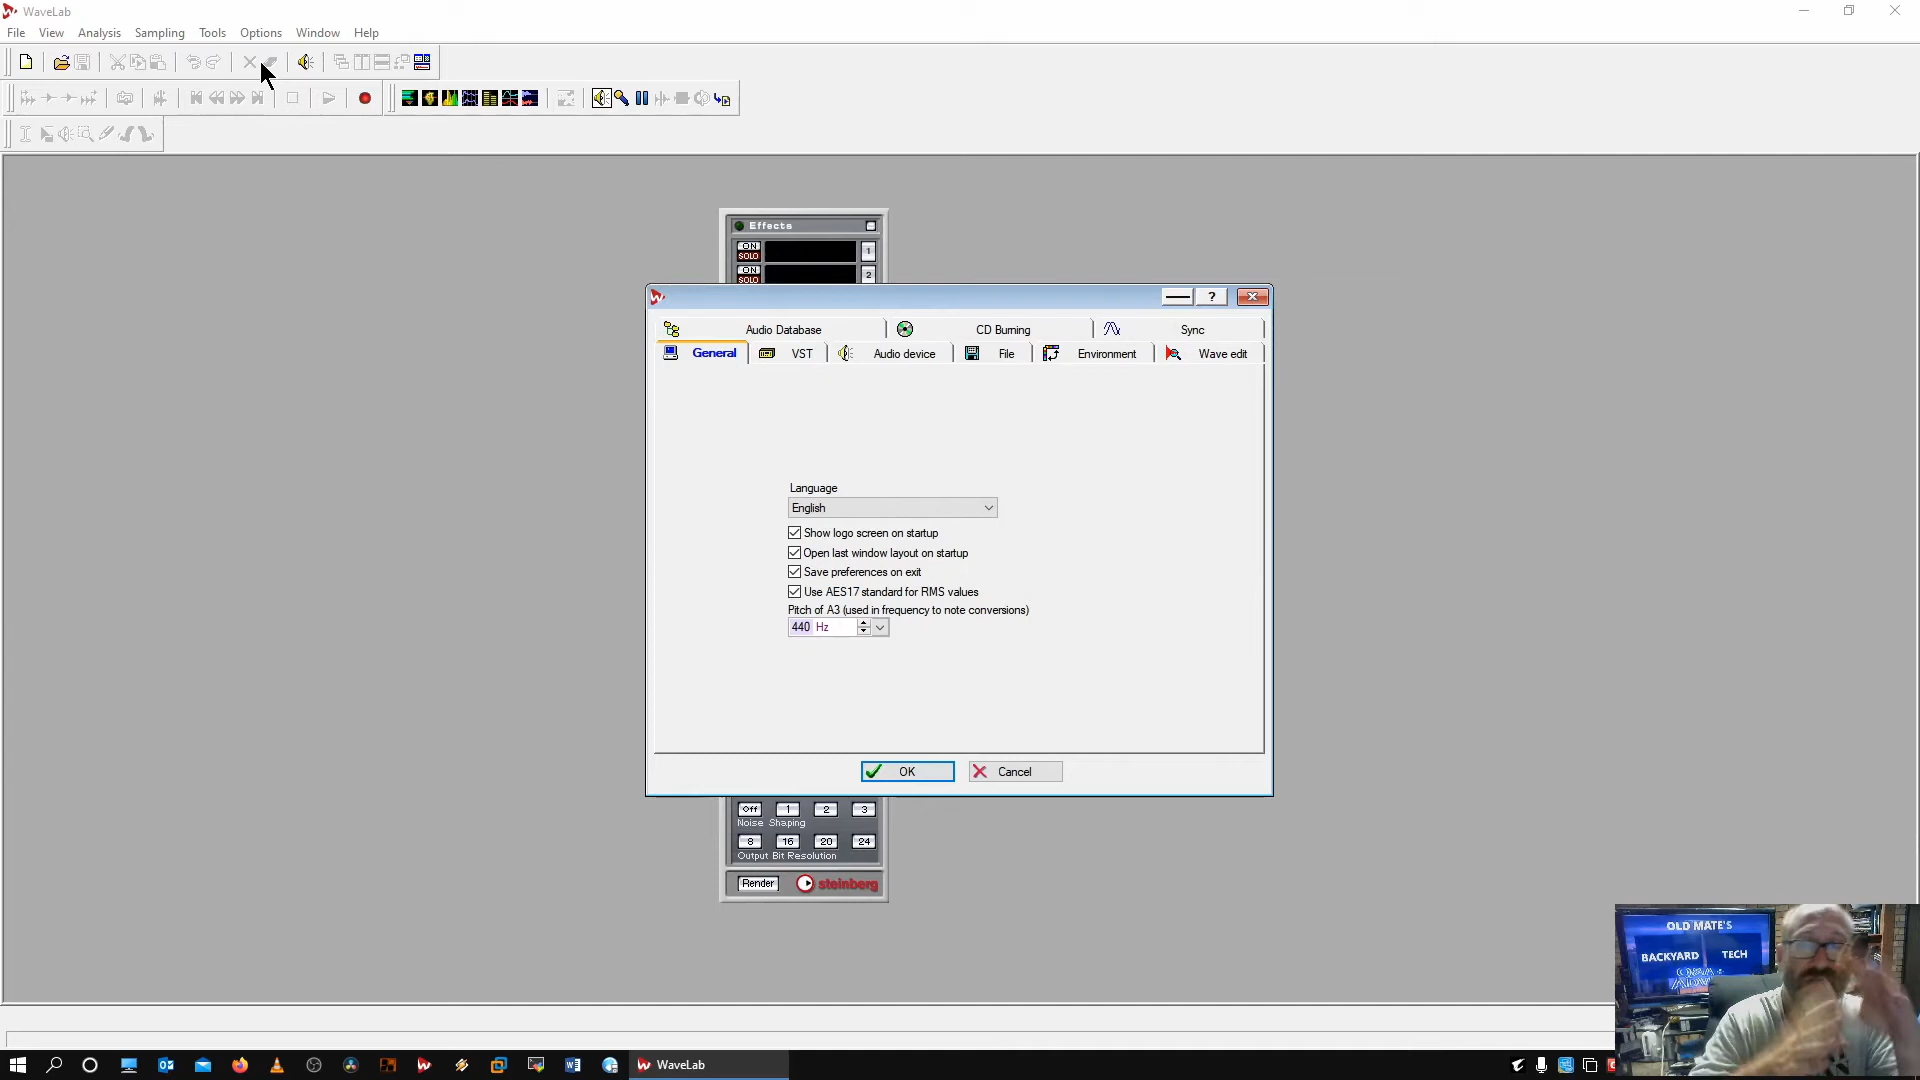 WaveLab
File View Analysis Sampling Tools Options Window Help
Effects
ON
SOLO
1
ON
SOLO
2
Audio Database CD Burning Sync
General VST Audio device File Environment Wave edit
Language
English
Show logo screen on startup
Open last window layout on startup
Save preferences on exit
Use AES17 standard for RMS values
Pitch of A3 (used in frequency to note conversions)
440 Hz
OK Cancel
Off 1 2 3
Noise Shaping
8 16 20 24
Output Bit Resolution
Render steinberg
OLD MATE'S
BACKYARD TECH
WaveLab